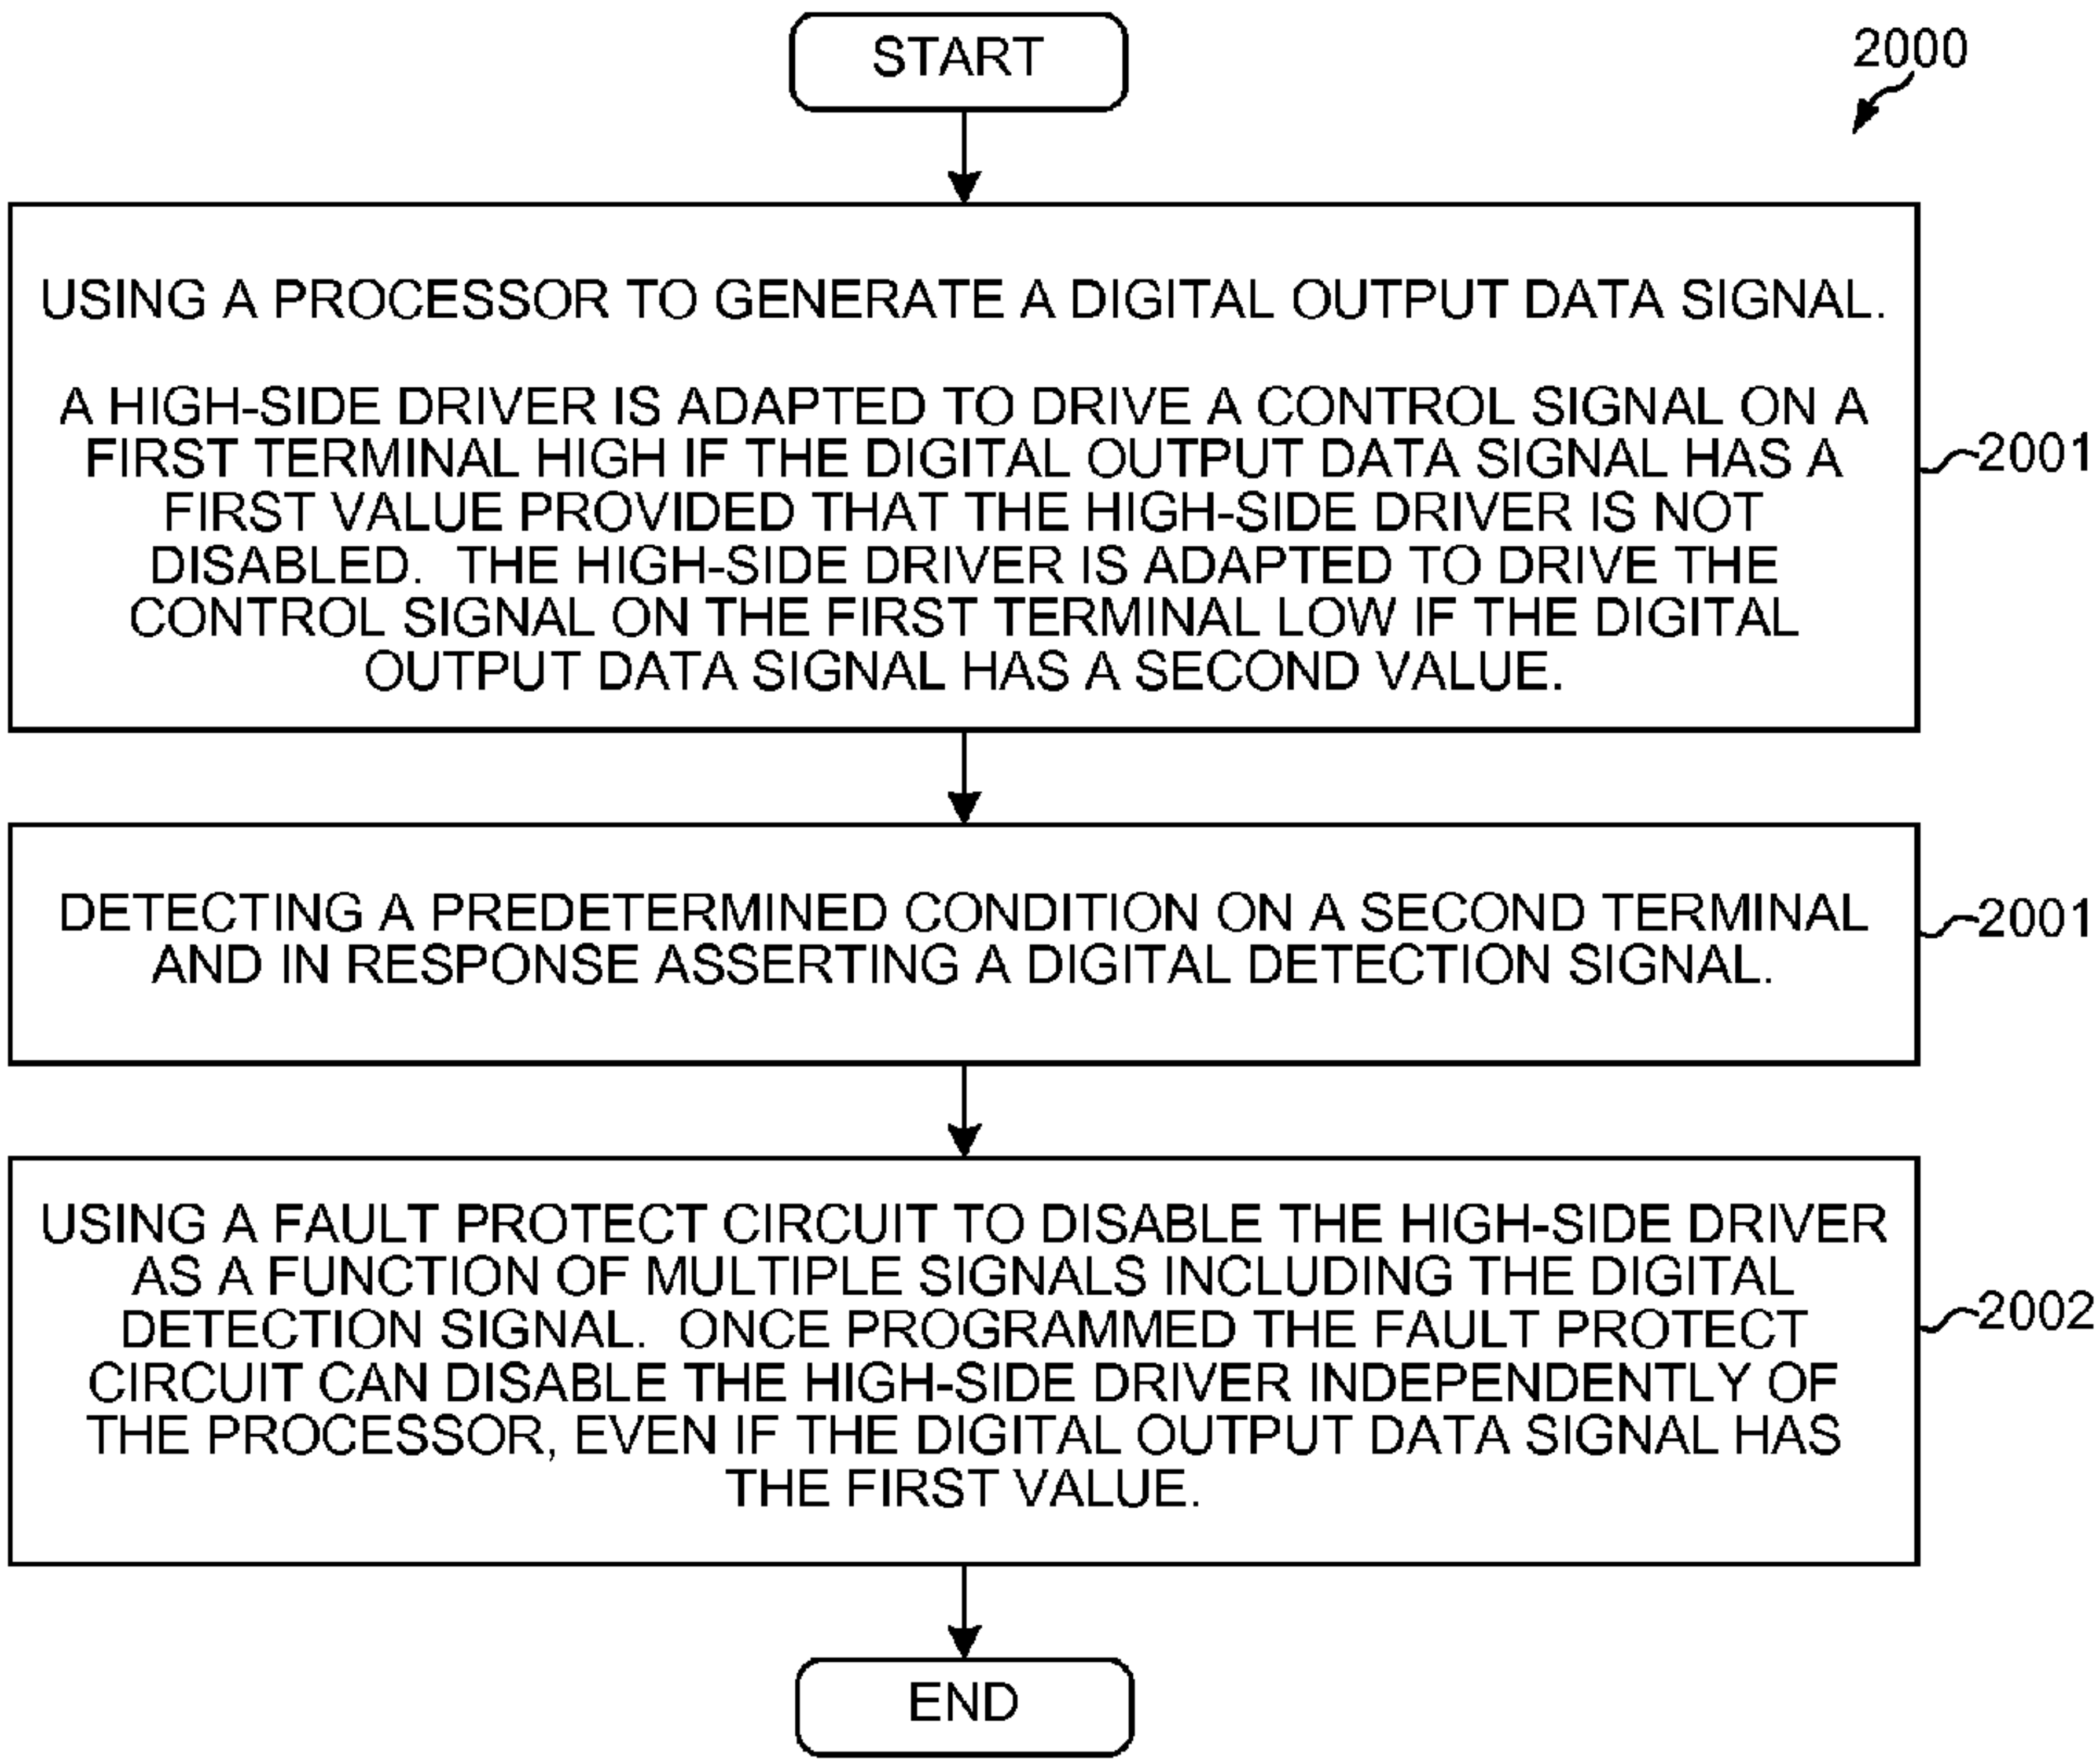 START
2000
USING A PROCESSOR TO GENERATE A DIGITAL OUTPUT DATA SIGNAL.
A HIGH-SIDE DRIVER IS ADAPTED TO DRIVE A CONTROL SIGNAL ON A
FIRST TERMINAL HIGH IF THE DIGITAL OUTPUT DATA SIGNAL HAS A
FIRST VALUE PROVIDED THAT THE HIGH-SIDE DRIVER IS NOT
DISABLED. THE HIGH-SIDE DRIVER IS ADAPTED TO DRIVE THE
CONTROL SIGNAL ON THE FIRST TERMINAL LOW IF THE DIGITAL
OUTPUT DATA SIGNAL HAS A SECOND VALUE.
2001
DETECTING A PREDETERMINED CONDITION ON A SECOND TERMINAL
AND IN RESPONSE ASSERTING A DIGITAL DETECTION SIGNAL.
2001
USING A FAULT PROTECT CIRCUIT TO DISABLE THE HIGH-SIDE DRIVER
AS A FUNCTION OF MULTIPLE SIGNALS INCLUDING THE DIGITAL
DETECTION SIGNAL. ONCE PROGRAMMED THE FAULT PROTECT
CIRCUIT CAN DISABLE THE HIGH-SIDE DRIVER INDEPENDENTLY OF
THE PROCESSOR, EVEN IF THE DIGITAL OUTPUT DATA SIGNAL HAS
THE FIRST VALUE.
2002
END